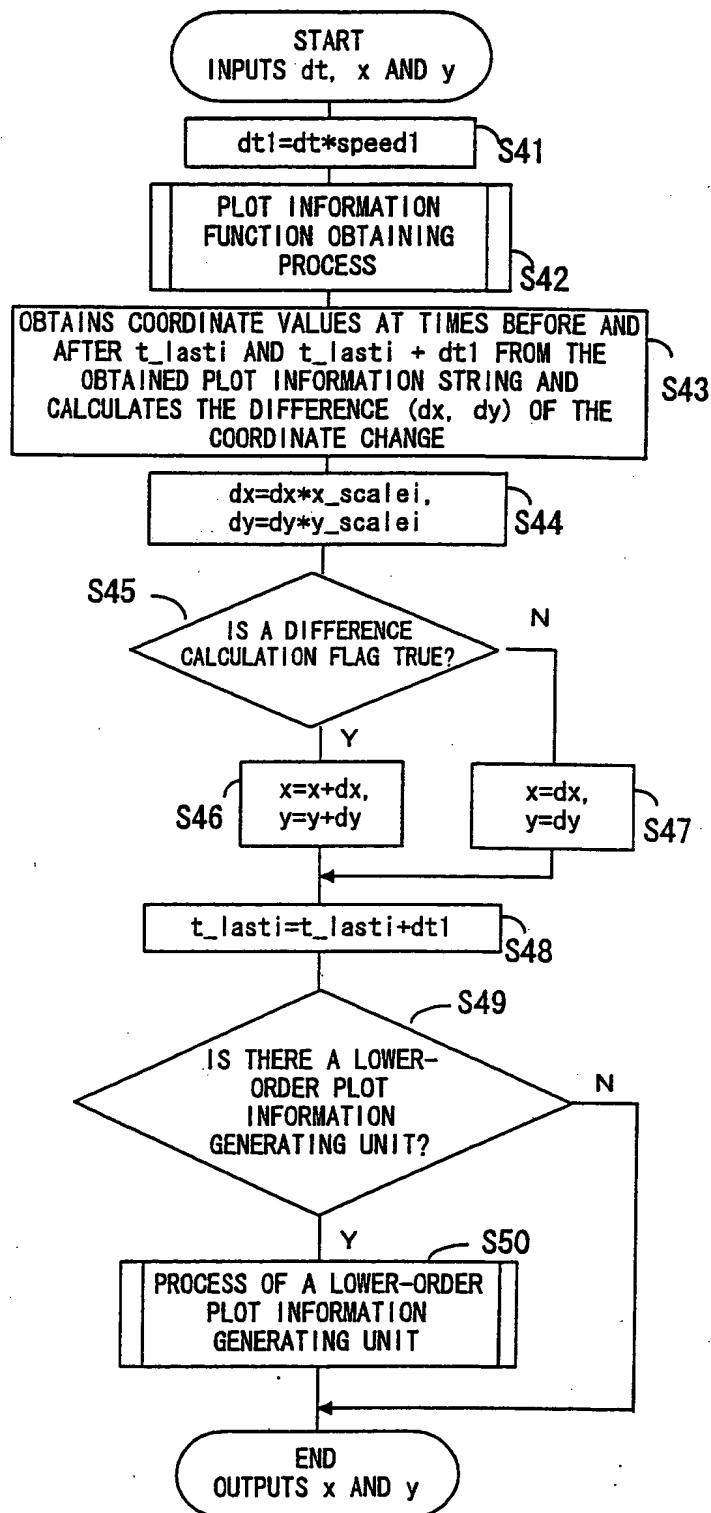 START
INPUTS dt, x AND y
dt1=dt*speed1
S41
PLOT INFORMATION
FUNCTION OBTAINING
PROCESS
S42
OBTAINS COORDINATE VALUES AT TIMES BEFORE AND
AFTER t_lasti AND t_lasti + dt1 FROM THE
OBTAINED PLOT INFORMATION STRING AND
CALCULATES THE DIFFERENCE (dx, dy) OF THE
COORDINATE CHANGE
S43
dx=dx*x_scalei,
dy=dy*y_scalei
S44
S45
IS A DIFFERENCE
CALCULATION FLAG TRUE?
N
Y
x=x+dx,
y=y+dy
S46
x=dx,
y=dy
S47
t_lasti=t_lasti+dt1
S48
S49
IS THERE A LOWER-
ORDER PLOT
INFORMATION
GENERATING UNIT?
N
Y
S50
PROCESS OF A LOWER-ORDER
PLOT INFORMATION
GENERATING UNIT
END
OUTPUTS x AND y